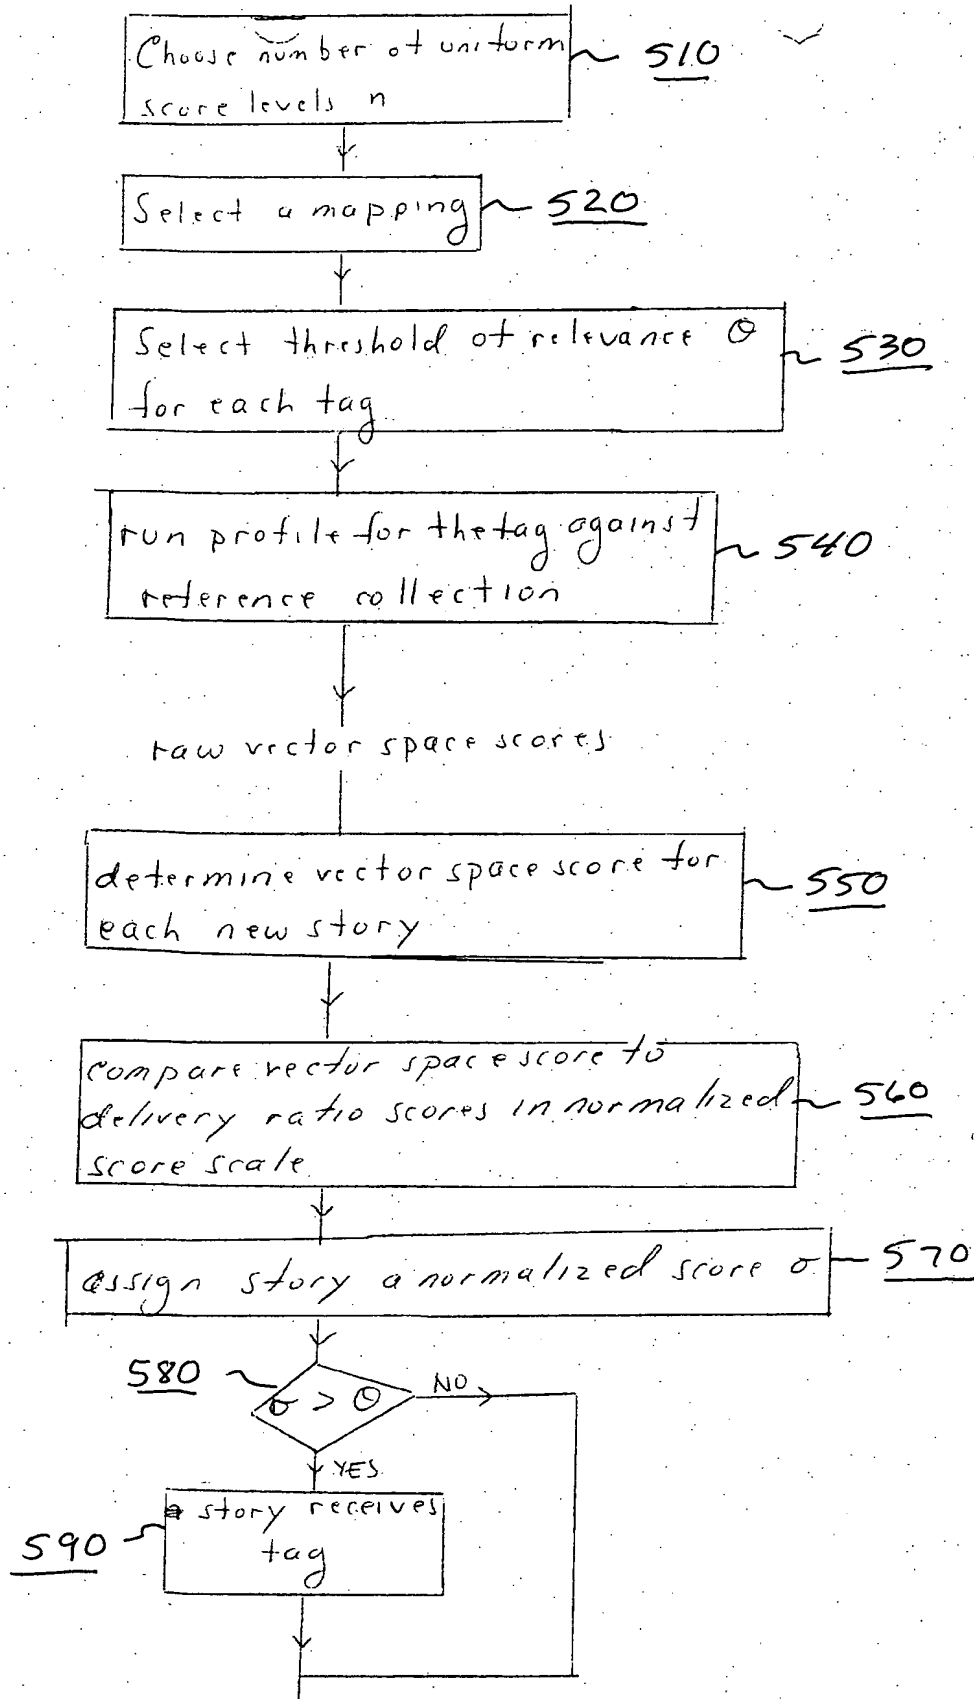 Choose number of uniform
score levels n
510
Select a mapping
520
Select threshold of relevance Θ
for each tag
530
run profile for the tag against
reference collection
540
raw vector space scores
determine vector space score for
each new story
550
compare vector space score to
delivery ratio scores in normalized
score scale
560
assign story a normalized score σ
570
580
σ > Θ
NO
YES
story receives
tag
590